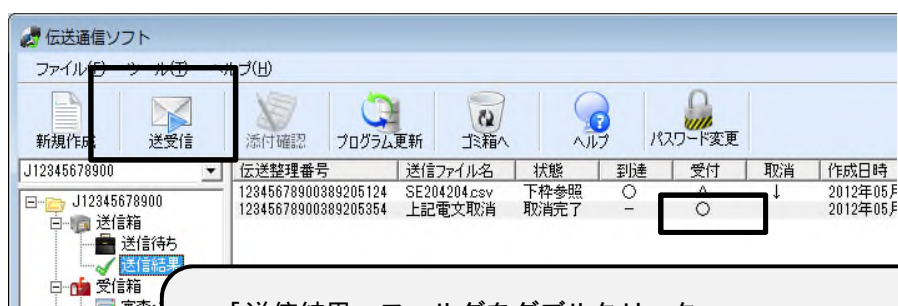 伝送通信ソフト
ファイル(F) ツール(T) ヘルプ(H)
新規作成 送受信 添付確認 プログラム更新 ゴミ箱へ ヘルプ パスワード変更
J12345678900 伝送整理番号 送信ファイル名 状態 到達 受付 取消 作成日時
12345678900389205124 SE204204.csv 下枠参照 ○ △ ↓ 2012年05月
12345678900389205354 上記電文取消 取消完了 − ○ 2012年05月
J12345678900
送信箱
送信待ち
送信結果
受信箱
「送信結果」フォルダをダブルクリック